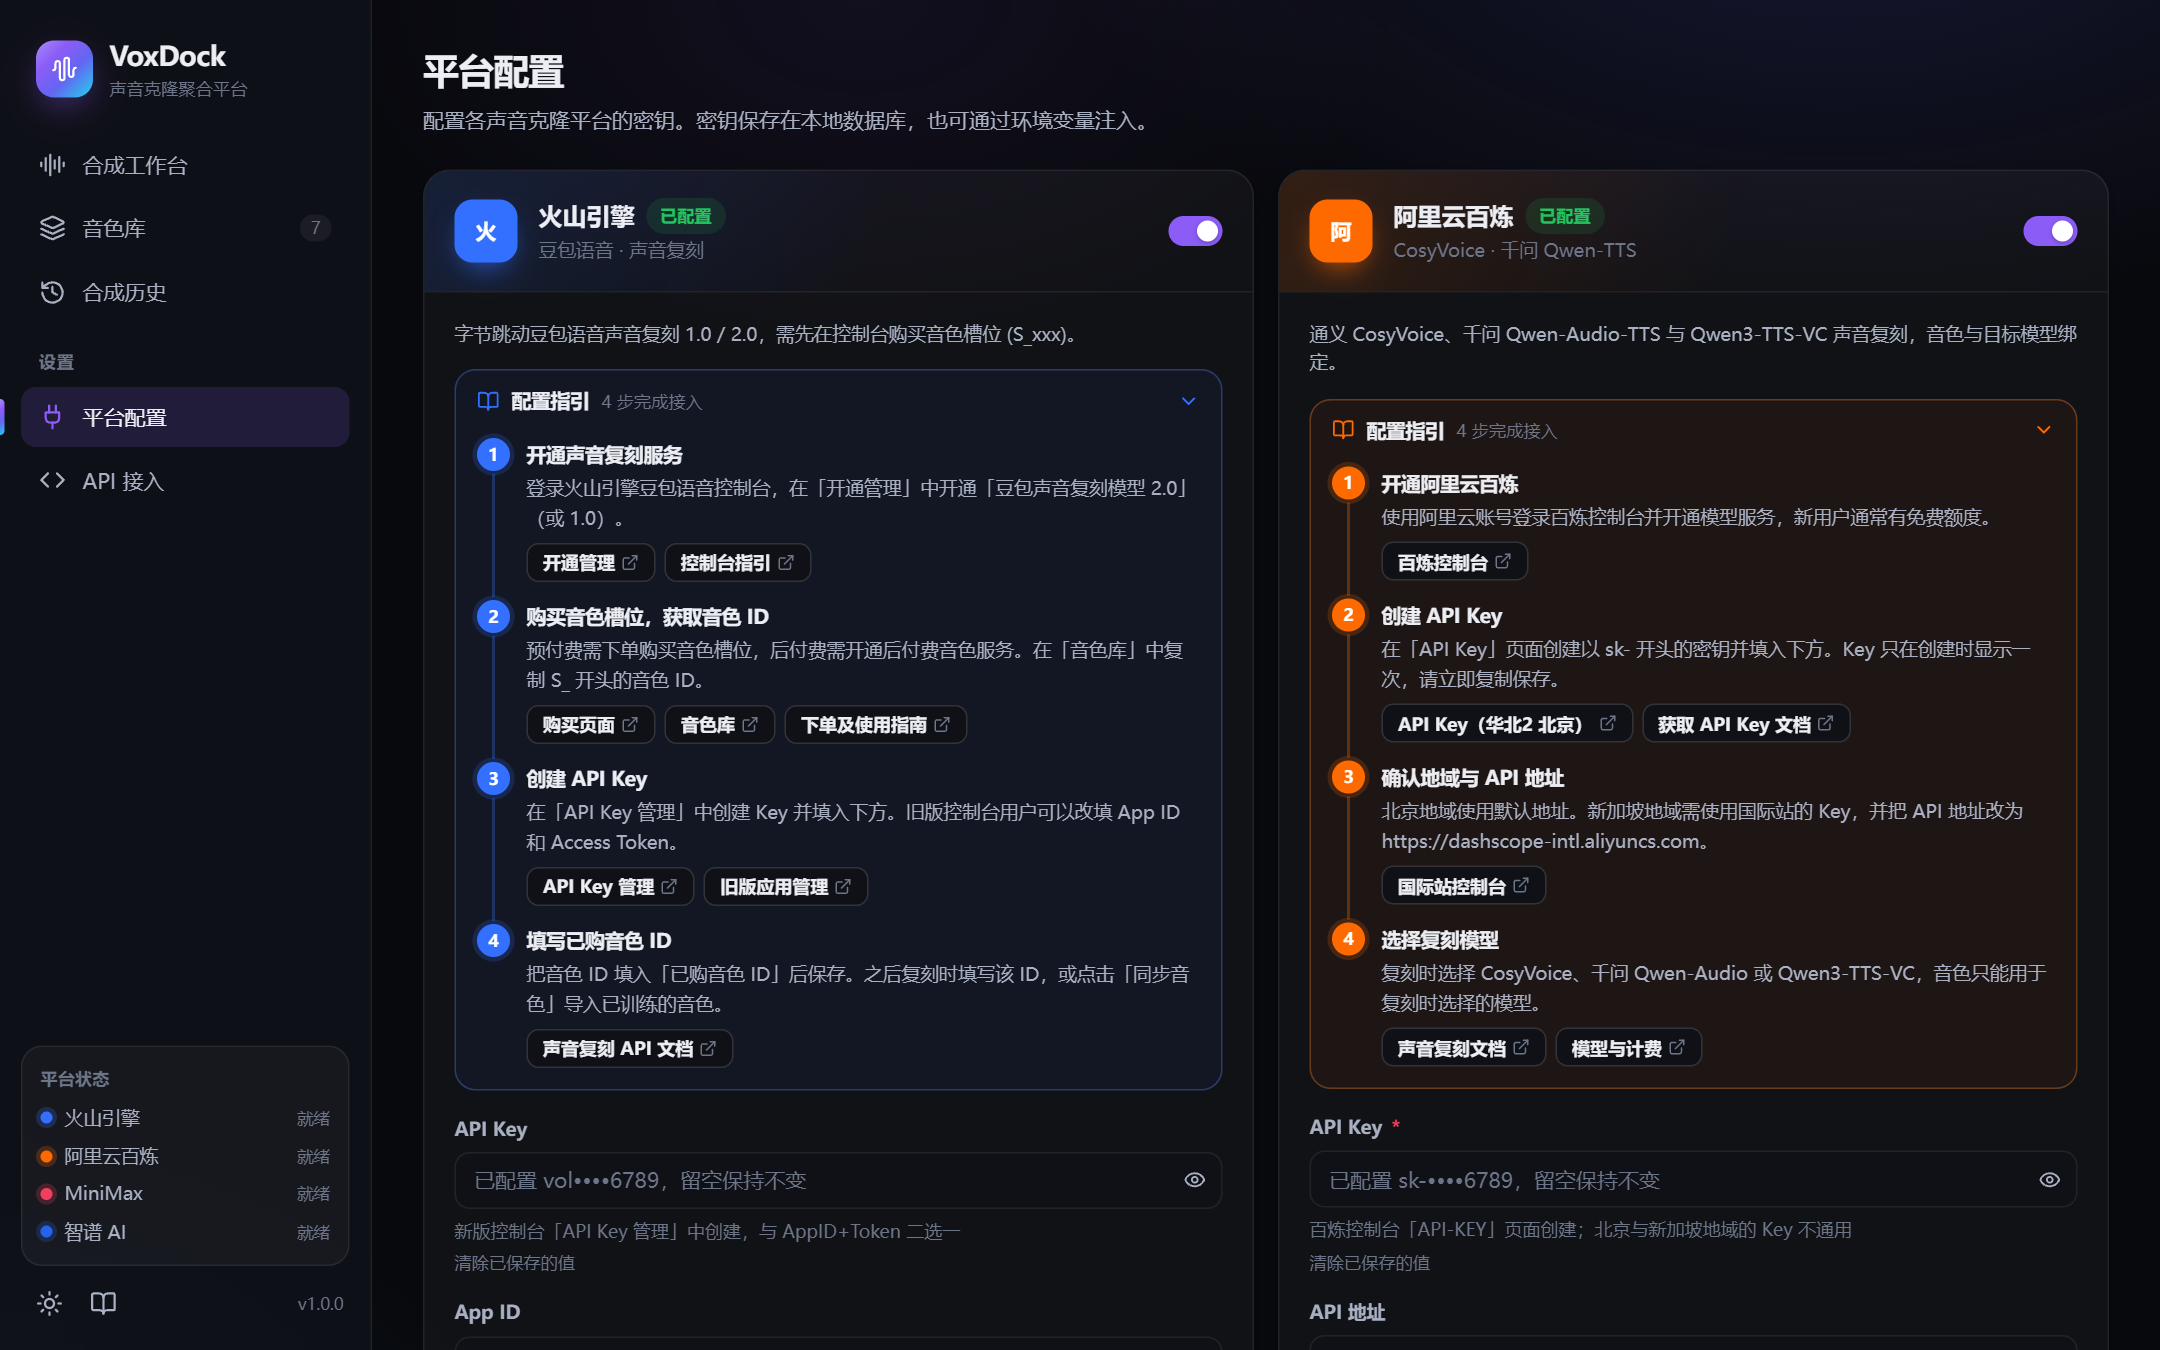 VoxDock
声音克隆聚合平台
合成工作台
音色库
7
合成历史
设置
平台配置
API 接入
平台状态
火山引擎
就绪
阿里云百炼
就绪
MiniMax
就绪
智谱 AI
就绪
v1.0.0
平台配置
配置各声音克隆平台的密钥。密钥保存在本地数据库，也可通过环境变量注入。
火
火山引擎
已配置
豆包语音 · 声音复刻
字节跳动豆包语音声音复刻 1.0 / 2.0，需先在控制台购买音色槽位 (S_xxx)。
配置指引
4 步完成接入
1
开通声音复刻服务
登录火山引擎豆包语音控制台，在「开通管理」中开通「豆包声音复刻模型 2.0」
（或 1.0）。
开通管理
控制台指引
2
购买音色槽位，获取音色 ID
预付费需下单购买音色槽位，后付费需开通后付费音色服务。在「音色库」中复
制 S_ 开头的音色 ID。
购买页面
音色库
下单及使用指南
3
创建 API Key
在「API Key 管理」中创建 Key 并填入下方。旧版控制台用户可以改填 App ID
和 Access Token。
API Key 管理
旧版应用管理
4
填写已购音色 ID
把音色 ID 填入「已购音色 ID」后保存。之后复刻时填写该 ID，或点击「同步音
色」导入已训练的音色。
声音复刻 API 文档
API Key
已配置 vol••••6789，留空保持不变
新版控制台「API Key 管理」中创建，与 AppID+Token 二选一
清除已保存的值
App ID
阿
阿里云百炼
已配置
CosyVoice · 千问 Qwen-TTS
通义 CosyVoice、千问 Qwen-Audio-TTS 与 Qwen3-TTS-VC 声音复刻，音色与目标模型绑
定。
配置指引
4 步完成接入
1
开通阿里云百炼
使用阿里云账号登录百炼控制台并开通模型服务，新用户通常有免费额度。
百炼控制台
2
创建 API Key
在「API Key」页面创建以 sk- 开头的密钥并填入下方。Key 只在创建时显示一
次，请立即复制保存。
API Key（华北2 北京）
获取 API Key 文档
3
确认地域与 API 地址
北京地域使用默认地址。新加坡地域需使用国际站的 Key，并把 API 地址改为
https://dashscope-intl.aliyuncs.com。
国际站控制台
4
选择复刻模型
复刻时选择 CosyVoice、千问 Qwen-Audio 或 Qwen3-TTS-VC，音色只能用于
复刻时选择的模型。
声音复刻文档
模型与计费
API Key *
已配置 sk-••••6789，留空保持不变
百炼控制台「API-KEY」页面创建；北京与新加坡地域的 Key 不通用
清除已保存的值
API 地址